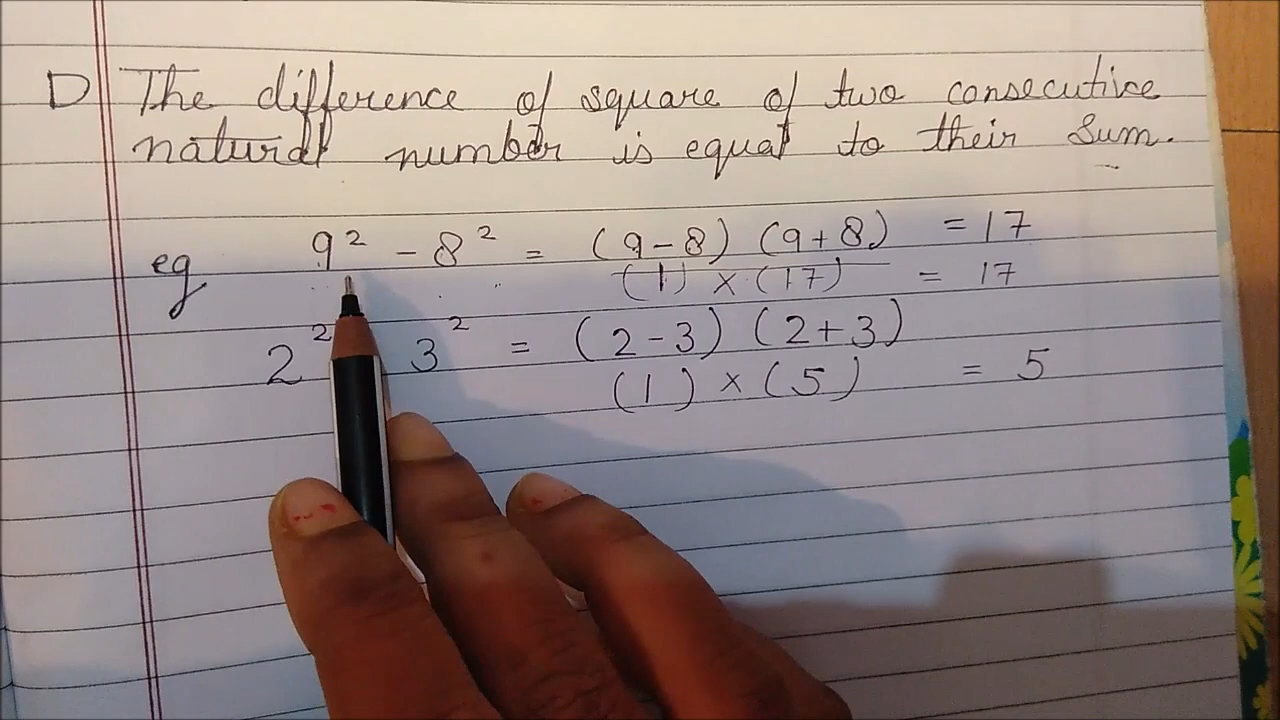 D The difference of square of two consecutive
natural number is equal to their Sum.
eg 9² - 8² = (9-8) (9+8) = 17
(1) × (17) = 17
2² 3² = (2-3) (2+3)
(1) × (5) = 5